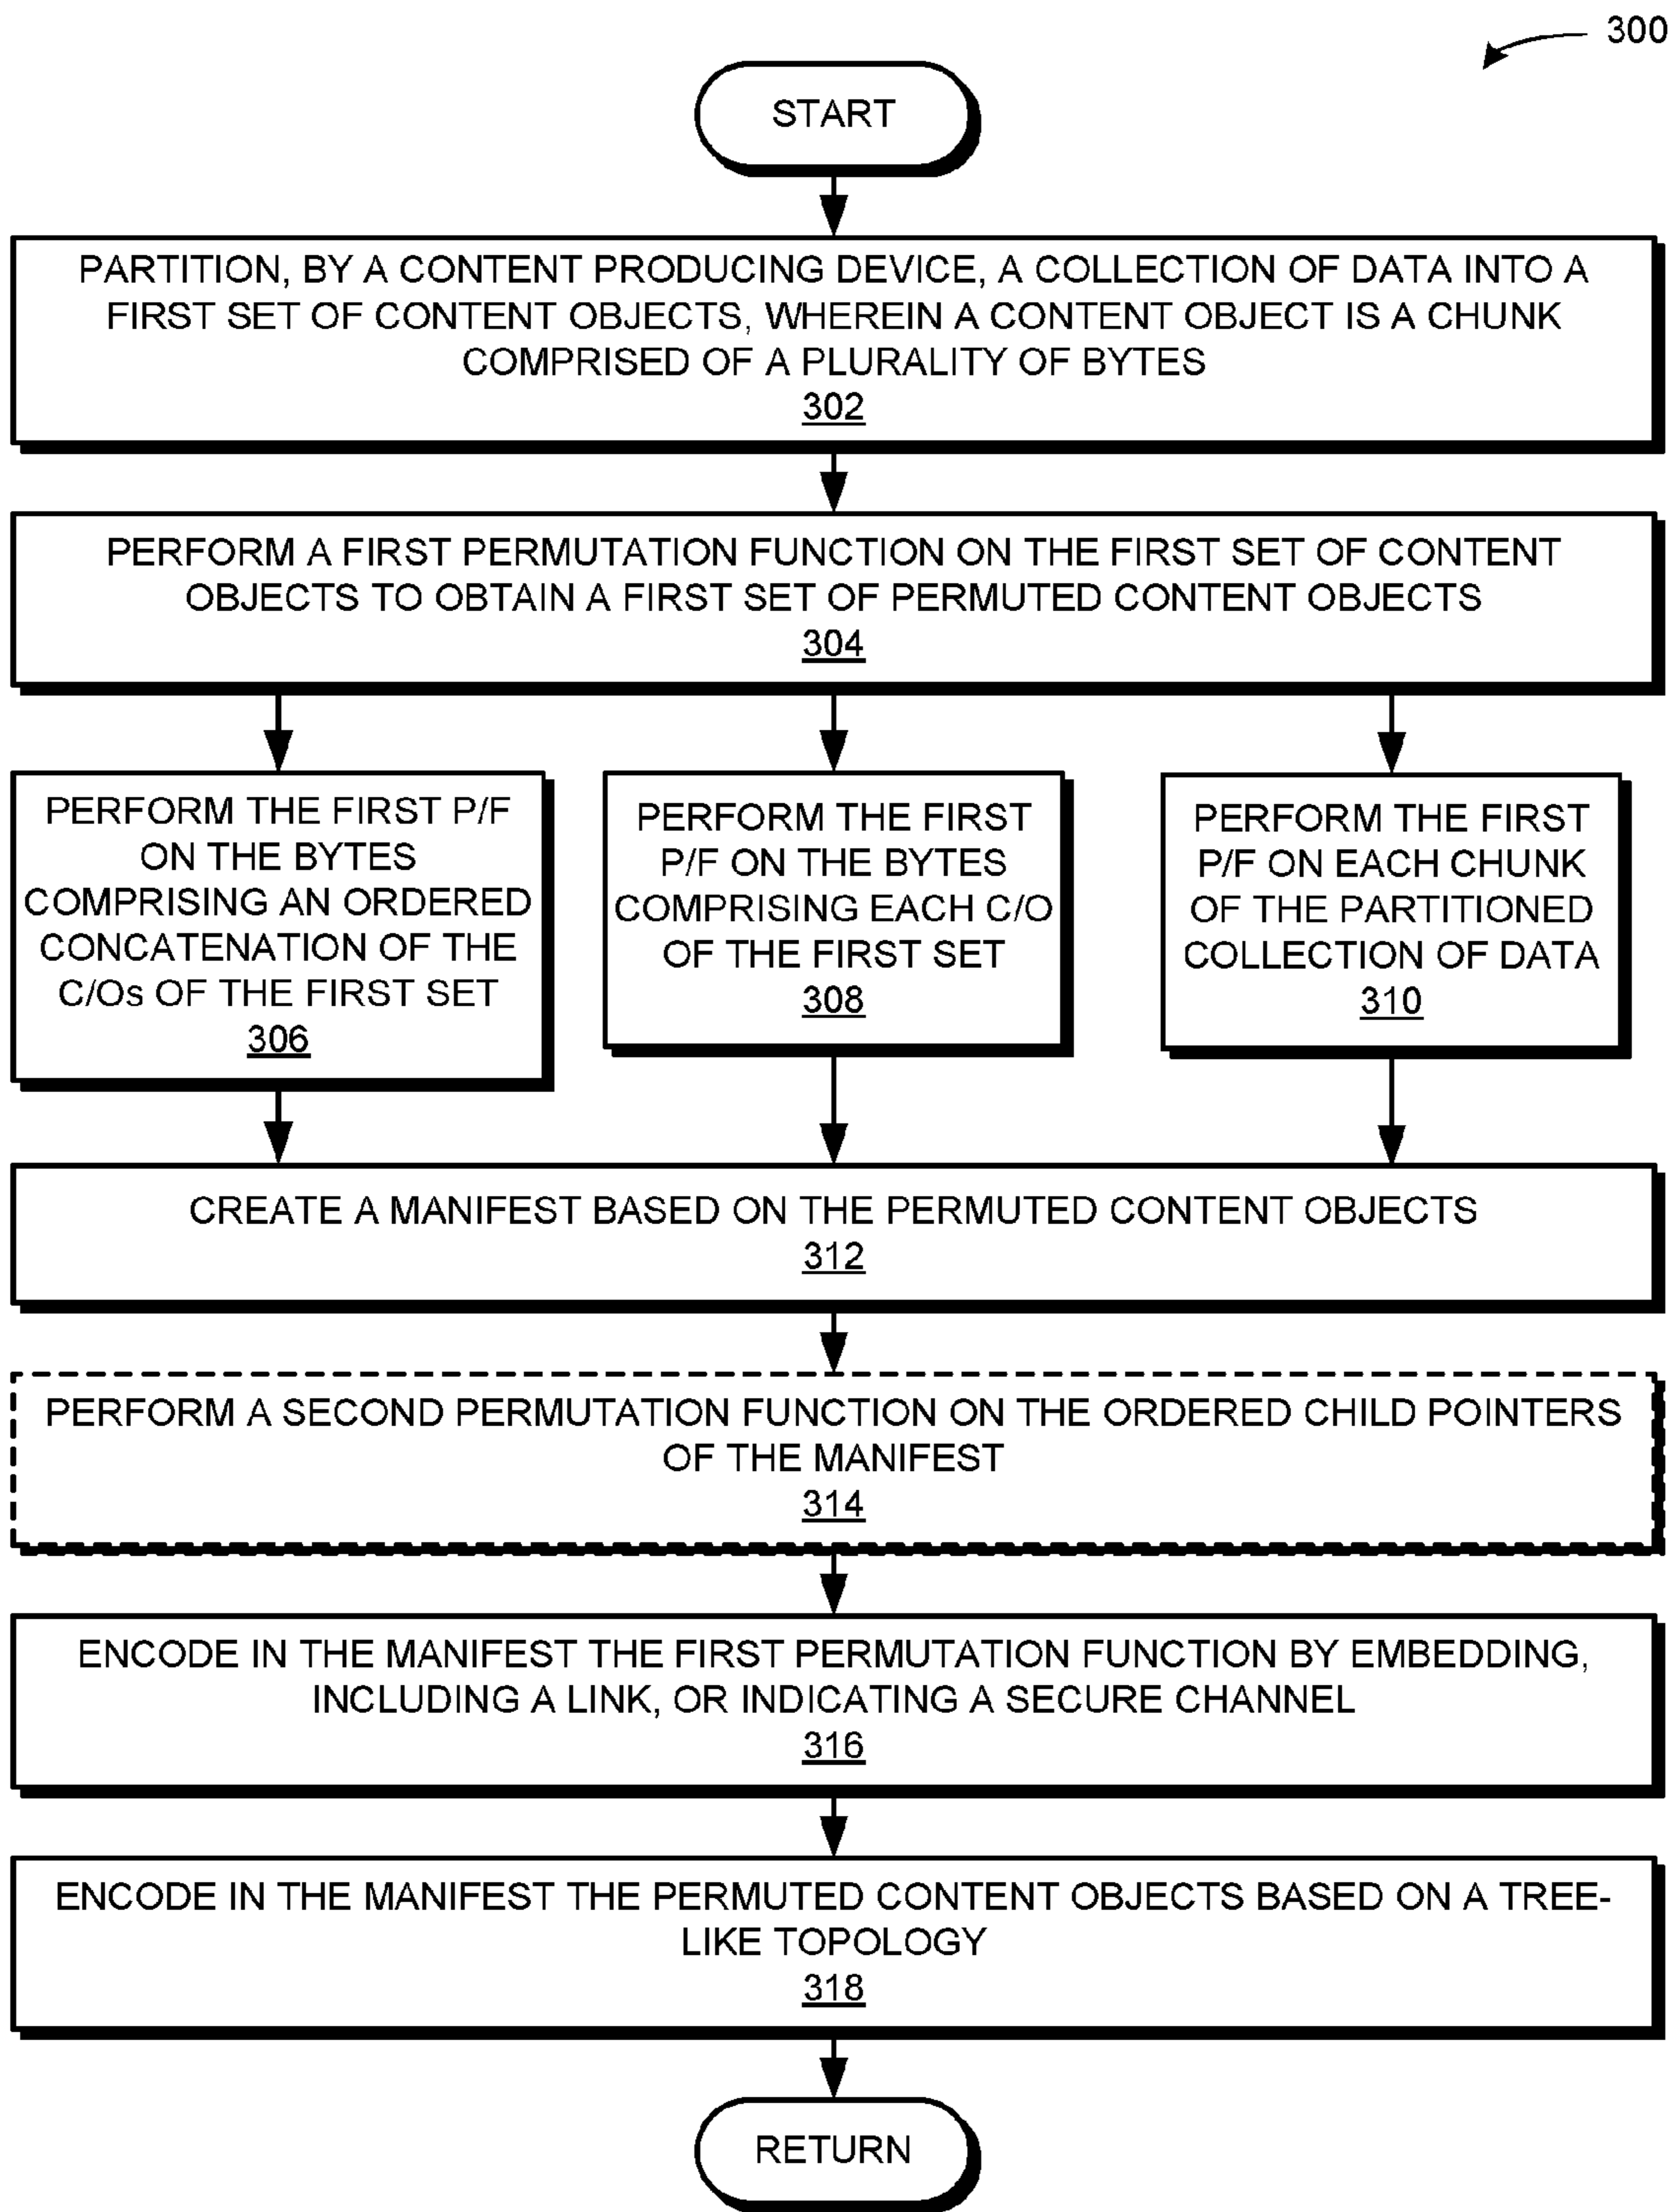 300
START
PARTITION, BY A CONTENT PRODUCING DEVICE, A COLLECTION OF DATA INTO A
FIRST SET OF CONTENT OBJECTS, WHEREIN A CONTENT OBJECT IS A CHUNK
COMPRISED OF A PLURALITY OF BYTES
302
PERFORM A FIRST PERMUTATION FUNCTION ON THE FIRST SET OF CONTENT
OBJECTS TO OBTAIN A FIRST SET OF PERMUTED CONTENT OBJECTS
304
PERFORM THE FIRST P/F
ON THE BYTES
COMPRISING AN ORDERED
CONCATENATION OF THE
C/Os OF THE FIRST SET
306
PERFORM THE FIRST
P/F ON THE BYTES
COMPRISING EACH C/O
OF THE FIRST SET
308
PERFORM THE FIRST
P/F ON EACH CHUNK
OF THE PARTITIONED
COLLECTION OF DATA
310
CREATE A MANIFEST BASED ON THE PERMUTED CONTENT OBJECTS
312
PERFORM A SECOND PERMUTATION FUNCTION ON THE ORDERED CHILD POINTERS
OF THE MANIFEST
314
ENCODE IN THE MANIFEST THE FIRST PERMUTATION FUNCTION BY EMBEDDING,
INCLUDING A LINK, OR INDICATING A SECURE CHANNEL
316
ENCODE IN THE MANIFEST THE PERMUTED CONTENT OBJECTS BASED ON A TREE-
LIKE TOPOLOGY
318
RETURN